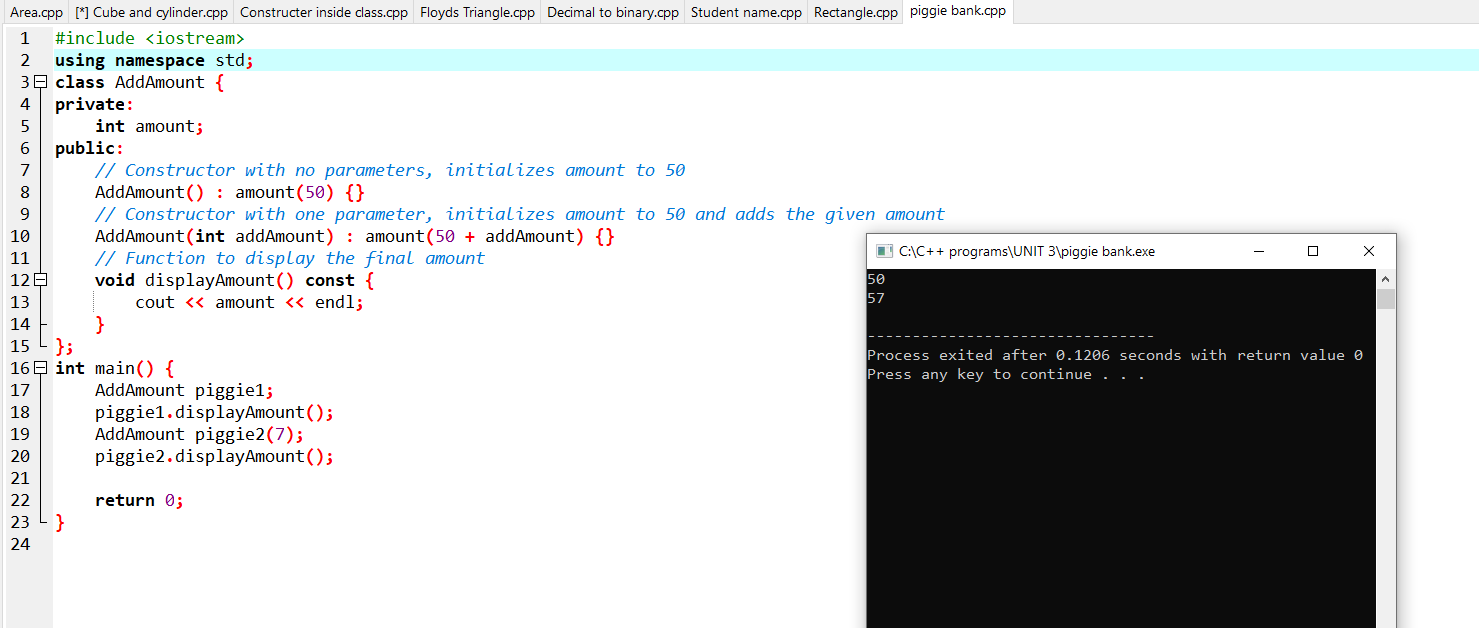 Area.cpp [*] Cube and cylinder.cpp Constructer inside class.cpp Floyds Triangle.cpp Decimal to binary.cpp Student name.cpp Rectangle.cpp piggie bank.cpp
1 #include <iostream>
2 using namespace std;
3 class AddAmount {
4 private:
5     int amount;
6 public:
7     // Constructor with no parameters, initializes amount to 50
8     AddAmount() : amount(50) {}
9     // Constructor with one parameter, initializes amount to 50 and adds the given amount
10     AddAmount(int addAmount) : amount(50 + addAmount) {}
11     // Function to display the final amount
12     void displayAmount() const {
13         cout << amount << endl;
14     }
15 };
16 int main() {
17     AddAmount piggie1;
18     piggie1.displayAmount();
19     AddAmount piggie2(7);
20     piggie2.displayAmount();
21
22     return 0;
23 }
24
C:\C++ programs\UNIT 3\piggie bank.exe
50
57
--------------------------------
Process exited after 0.1206 seconds with return value 0
Press any key to continue . . .